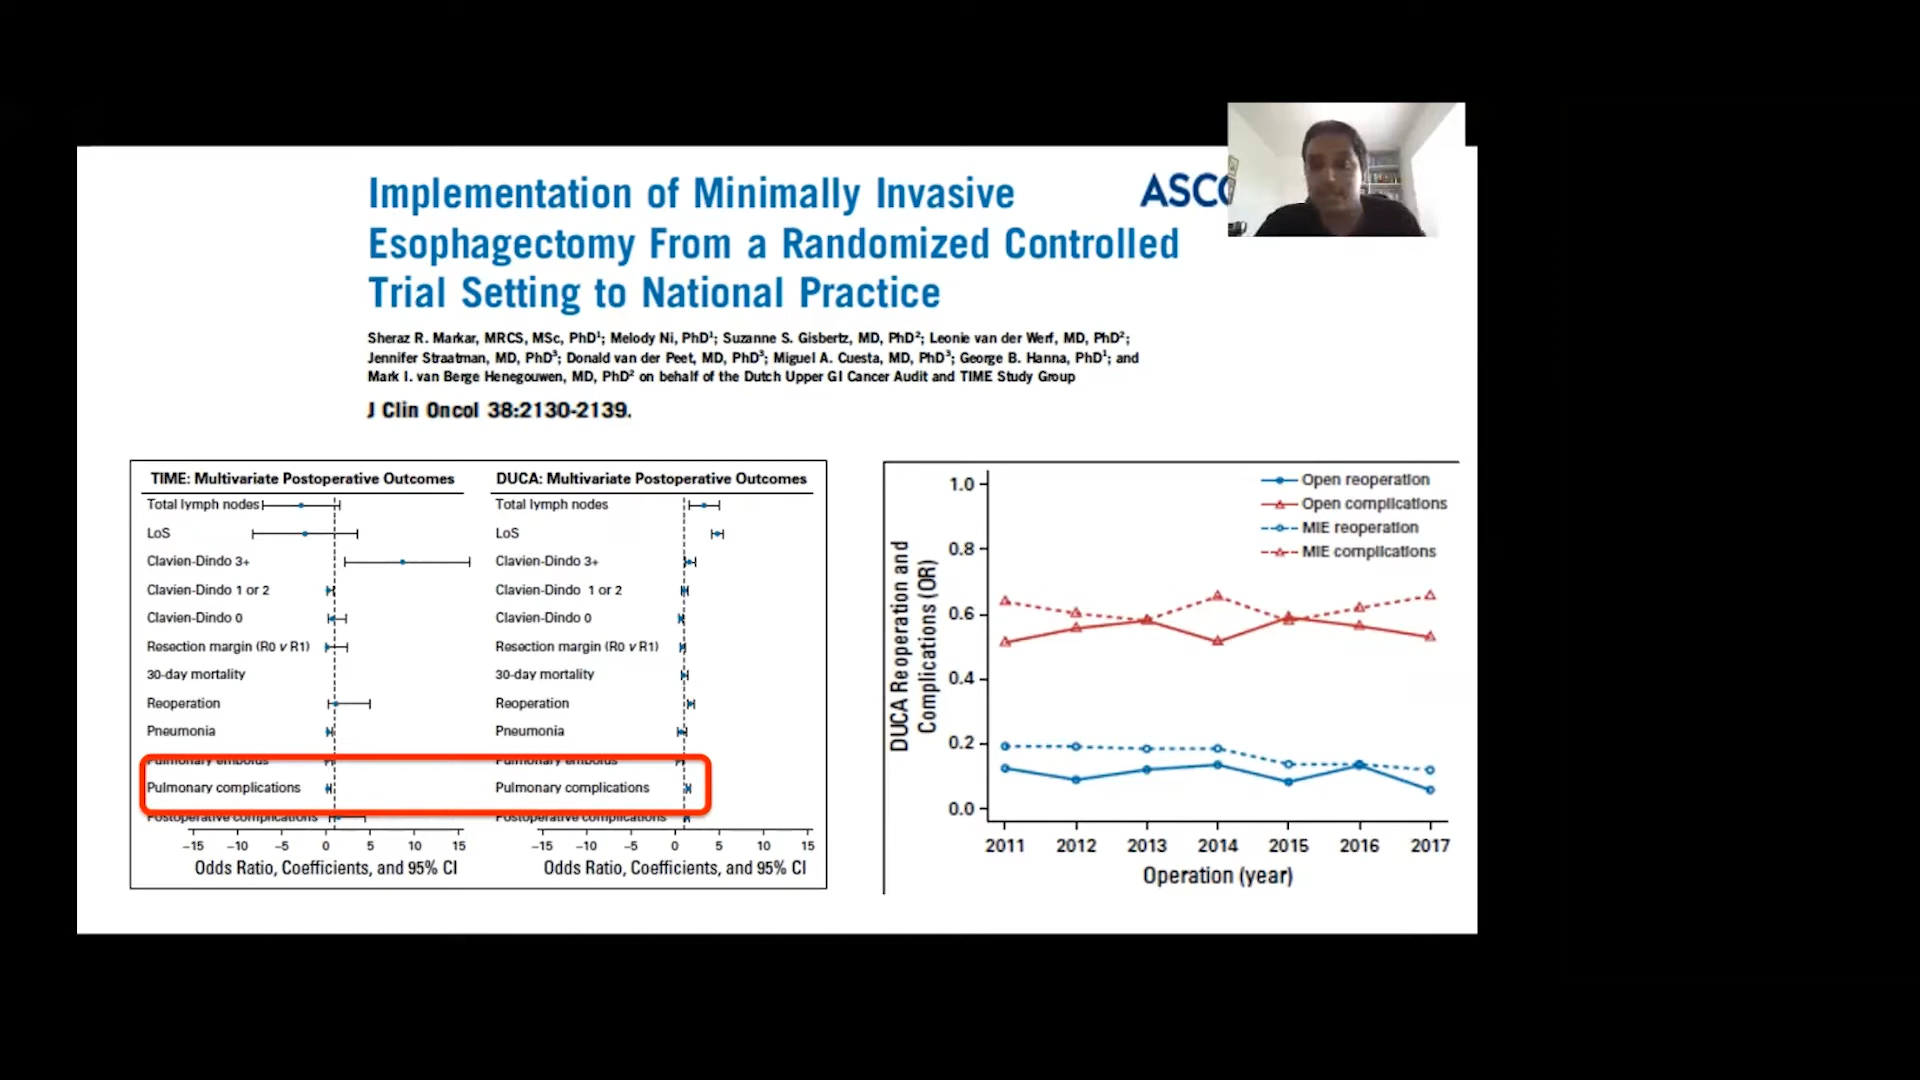 Implementation of Minimally Invasive
Esophagectomy From a Randomized Controlled
Trial Setting to National Practice
ASC
Sheraz R. Markar, MRCS, MSc, PhD1; Melody Ni, PhD1; Suzanne S. Gisbertz, MD, PhD2; Leonie van der Werf, MD, PhD2;
Jennifer Straatman, MD, PhD3; Donald van der Peet, MD, PhD3; Miguel A. Cuesta, MD, PhD3; George B. Hanna, PhD1; and
Mark I. van Berge Henegouwen, MD, PhD2 on behalf of the Dutch Upper GI Cancer Audit and TIME Study Group
J Clin Oncol 38:2130-2139.
TIME: Multivariate Postoperative Outcomes
Total lymph nodes
LoS
Clavien-Dindo 3+
Clavien-Dindo 1 or 2
Clavien-Dindo 0
Resection margin (R0 v R1)
30-day mortality
Reoperation
Pneumonia
Pulmonary embolus
Pulmonary complications
Postoperative complications
−15 −10 −5 0 5 10 15
Odds Ratio, Coefficients, and 95% CI
DUCA: Multivariate Postoperative Outcomes
Total lymph nodes
LoS
Clavien-Dindo 3+
Clavien-Dindo 1 or 2
Clavien-Dindo 0
Resection margin (R0 v R1)
30-day mortality
Reoperation
Pneumonia
Pulmonary embolus
Pulmonary complications
Postoperative complications
−15 −10 −5 0 5 10 15
Odds Ratio, Coefficients, and 95% CI
DUCA Reoperation and
Complications (OR)
1.0
0.8
0.6
0.4
0.2
0.0
Open reoperation
Open complications
MIE reoperation
MIE complications
2011 2012 2013 2014 2015 2016 2017
Operation (year)